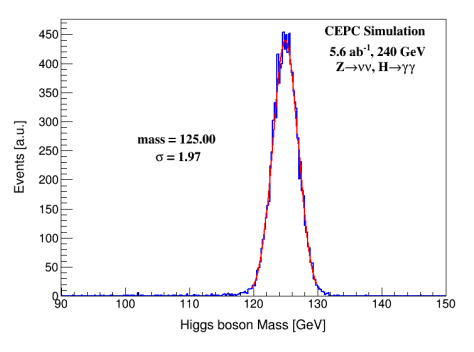 CEPC Simulation
5.6 ab⁻¹, 240 GeV
Z→νν, H→γγ
mass = 125.00
σ = 1.97
Events [a.u.]
450
400
350
300
250
200
150
100
50
0
90 100 110 120 130 140 150
Higgs boson Mass [GeV]